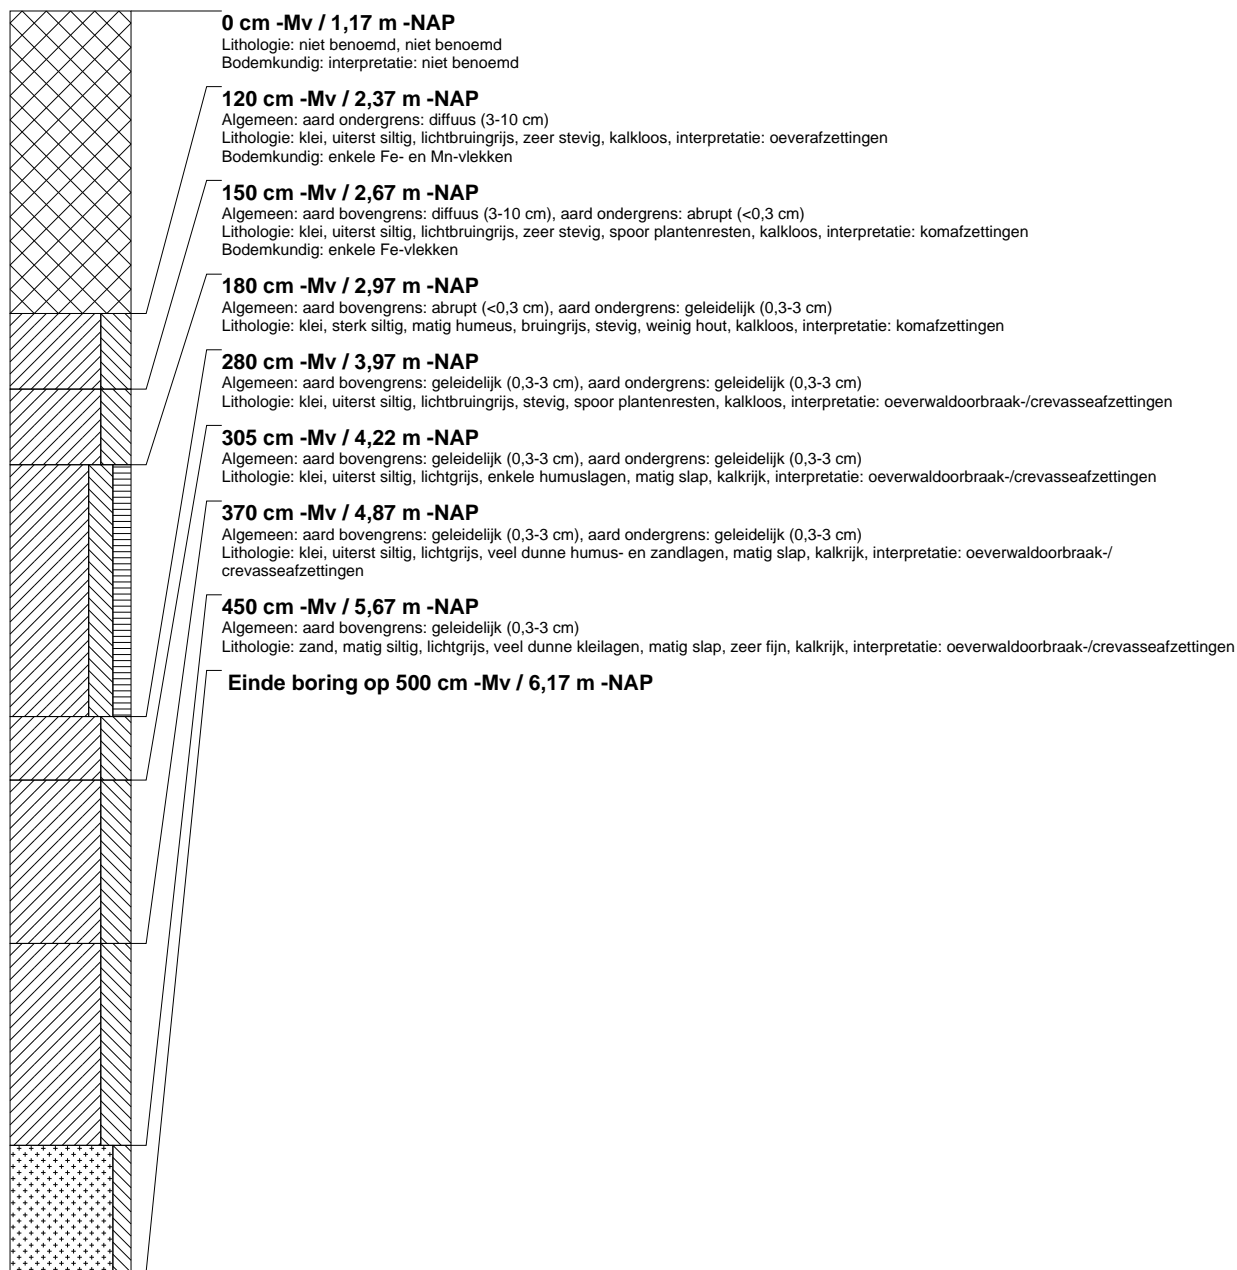 0 cm -Mv / 1,17 m -NAP
Lithologie: niet benoemd, niet benoemd
Bodemkundig: interpretatie: niet benoemd
120 cm -Mv / 2,37 m -NAP
Algemeen: aard ondergrens: diffuus (3-10 cm)
Lithologie: klei, uiterst siltig, lichtbruingrijs, zeer stevig, kalkloos, interpretatie: oeverafzettingen
Bodemkundig: enkele Fe- en Mn-vlekken
150 cm -Mv / 2,67 m -NAP
Algemeen: aard bovengrens: diffuus (3-10 cm), aard ondergrens: abrupt (<0,3 cm)
Lithologie: klei, uiterst siltig, lichtbruingrijs, zeer stevig, spoor plantenresten, kalkloos, interpretatie: komafzettingen
Bodemkundig: enkele Fe-vlekken
180 cm -Mv / 2,97 m -NAP
Algemeen: aard bovengrens: abrupt (<0,3 cm), aard ondergrens: geleidelijk (0,3-3 cm)
Lithologie: klei, sterk siltig, matig humeus, bruingrijs, stevig, weinig hout, kalkloos, interpretatie: komafzettingen
280 cm -Mv / 3,97 m -NAP
Algemeen: aard bovengrens: geleidelijk (0,3-3 cm), aard ondergrens: geleidelijk (0,3-3 cm)
Lithologie: klei, uiterst siltig, lichtbruingrijs, stevig, spoor plantenresten, kalkloos, interpretatie: oeverwaldoorbraak-/crevasseafzettingen
305 cm -Mv / 4,22 m -NAP
Algemeen: aard bovengrens: geleidelijk (0,3-3 cm), aard ondergrens: geleidelijk (0,3-3 cm)
Lithologie: klei, uiterst siltig, lichtgrijs, enkele humuslagen, matig slap, kalkrijk, interpretatie: oeverwaldoorbraak-/crevasseafzettingen
370 cm -Mv / 4,87 m -NAP
Algemeen: aard bovengrens: geleidelijk (0,3-3 cm), aard ondergrens: geleidelijk (0,3-3 cm)
Lithologie: klei, uiterst siltig, lichtgrijs, veel dunne humus- en zandlagen, matig slap, kalkrijk, interpretatie: oeverwaldoorbraak-/
crevasseafzettingen
450 cm -Mv / 5,67 m -NAP
Algemeen: aard bovengrens: geleidelijk (0,3-3 cm)
Lithologie: zand, matig siltig, lichtgrijs, veel dunne kleilagen, matig slap, zeer fijn, kalkrijk, interpretatie: oeverwaldoorbraak-/crevasseafzettingen
Einde boring op 500 cm -Mv / 6,17 m -NAP